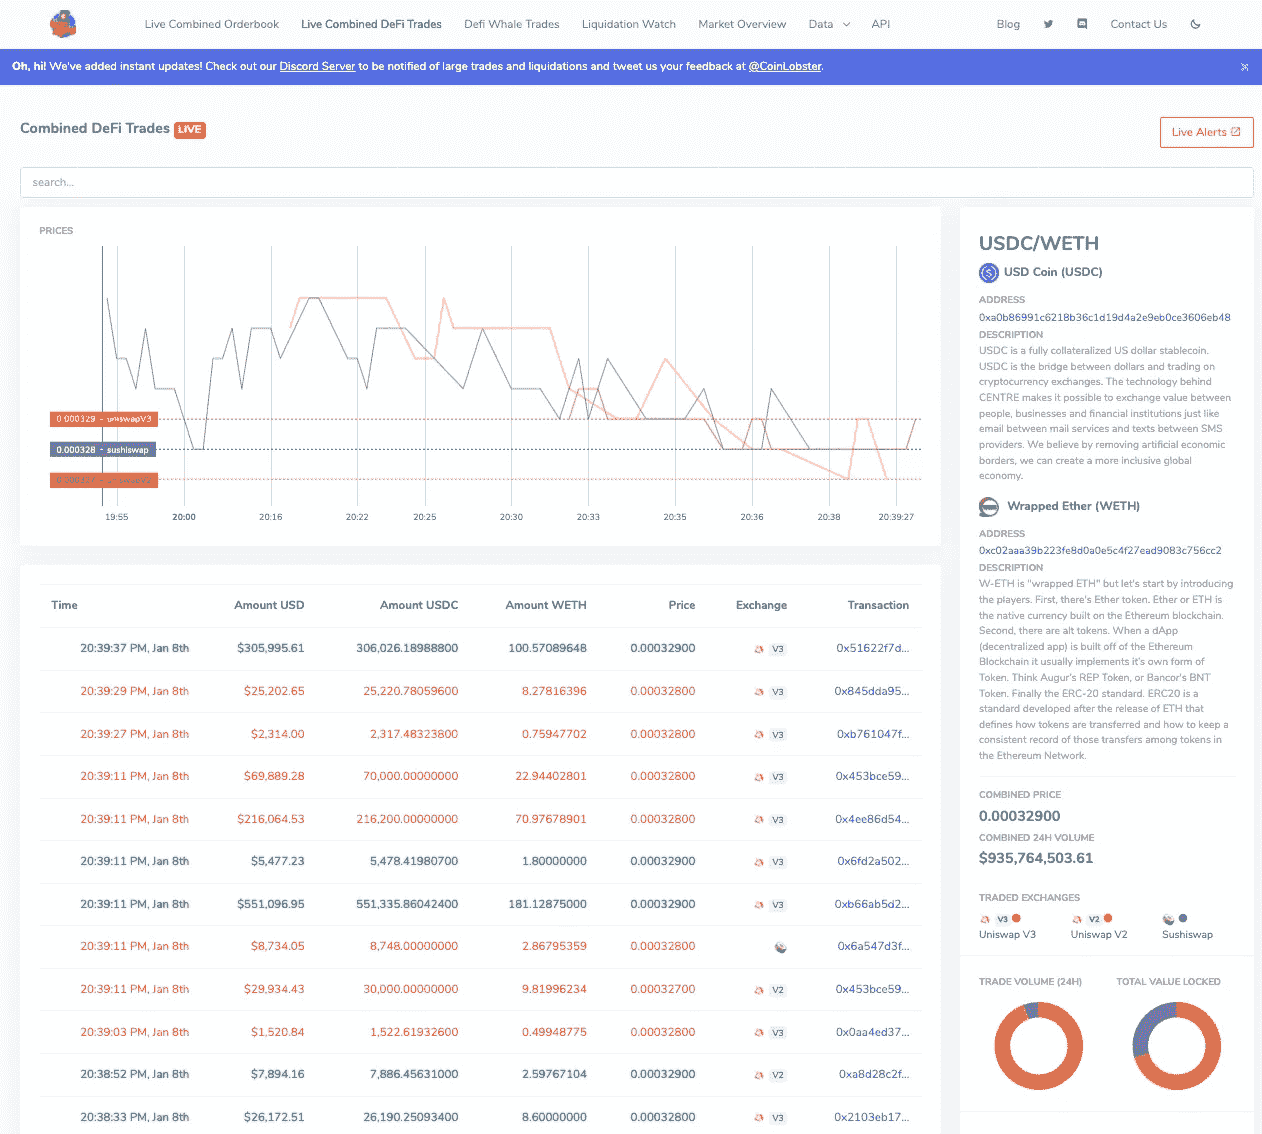 Live Combined Orderbook Live Combined DeFi Trades Defi Whale Trades Liquidation Watch Market Overview Data API Blog Contact Us
Oh, hi! We've added instant updates! Check out our Discord Server to be notified of large trades and liquidations and tweet us your feedback at @CoinLobster.
Combined DeFi Trades LIVE
Live Alerts
search...
PRICES
0.000329 - uniswapV3
0.000328 - sushiswap
0.000327 - uniswapV2
19:55 20:00 20:16 20:22 20:25 20:30 20:33 20:35 20:36 20:38 20:39:27
Time Amount USD Amount USDC Amount WETH Price Exchange Transaction
20:39:37 PM, Jan 8th $305,995.61 306,026.18988800 100.57089648 0.00032900 V3 0x51622f7d...
20:39:29 PM, Jan 8th $25,202.65 25,220.78059600 8.27816396 0.00032800 V3 0x845dda95...
20:39:27 PM, Jan 8th $2,314.00 2,317.48323800 0.75947702 0.00032800 V3 0xb761047f...
20:39:11 PM, Jan 8th $69,889.28 70,000.00000000 22.94402801 0.00032800 V3 0x453bce59...
20:39:11 PM, Jan 8th $216,064.53 216,200.00000000 70.97678901 0.00032800 V3 0x4ee86d54...
20:39:11 PM, Jan 8th $5,477.23 5,478.41980700 1.80000000 0.00032900 V3 0x6fd2a502...
20:39:11 PM, Jan 8th $551,096.95 551,335.86042400 181.12875000 0.00032900 V3 0xb66ab5d2...
20:39:11 PM, Jan 8th $8,734.05 8,748.00000000 2.86795359 0.00032800 0x6a547d3f...
20:39:11 PM, Jan 8th $29,934.43 30,000.00000000 9.81996234 0.00032700 V2 0x453bce59...
20:39:03 PM, Jan 8th $1,520.84 1,522.61932600 0.49948775 0.00032800 V3 0x0aa4ed37...
20:38:52 PM, Jan 8th $7,894.16 7,886.45631000 2.59767104 0.00032900 V2 0xa8d28c2f...
20:38:33 PM, Jan 8th $26,172.51 26,190.25093400 8.60000000 0.00032800 V3 0x2103eb17...
USDC/WETH
USD Coin (USDC)
ADDRESS
0xa0b86991c6218b36c1d19d4a2e9eb0ce3606eb48
DESCRIPTION
USDC is a fully collateralized US dollar stablecoin.
USDC is the bridge between dollars and trading on
cryptocurrency exchanges. The technology behind
CENTRE makes it possible to exchange value between
people, businesses and financial institutions just like
email between mail services and texts between SMS
providers. We believe by removing artificial economic
borders, we can create a more inclusive global
economy.
Wrapped Ether (WETH)
ADDRESS
0xc02aaa39b223fe8d0a0e5c4f27ead9083c756cc2
DESCRIPTION
W-ETH is "wrapped ETH" but let's start by introducing
the players. First, there's Ether token. Ether or ETH is
the native currency built on the Ethereum blockchain.
Second, there are alt tokens. When a dApp
(decentralized app) is built off of the Ethereum
Blockchain it usually implements it's own form of
Token. Think Augur's REP Token, or Bancor's BNT
Token. Finally the ERC-20 standard. ERC20 is a
standard developed after the release of ETH that
defines how tokens are transferred and how to keep a
consistent record of those transfers among tokens in
the Ethereum Network.
COMBINED PRICE
0.00032900
COMBINED 24H VOLUME
$935,764,503.61
TRADED EXCHANGES
V3 V2
Uniswap V3 Uniswap V2 Sushiswap
TRADE VOLUME (24H) TOTAL VALUE LOCKED